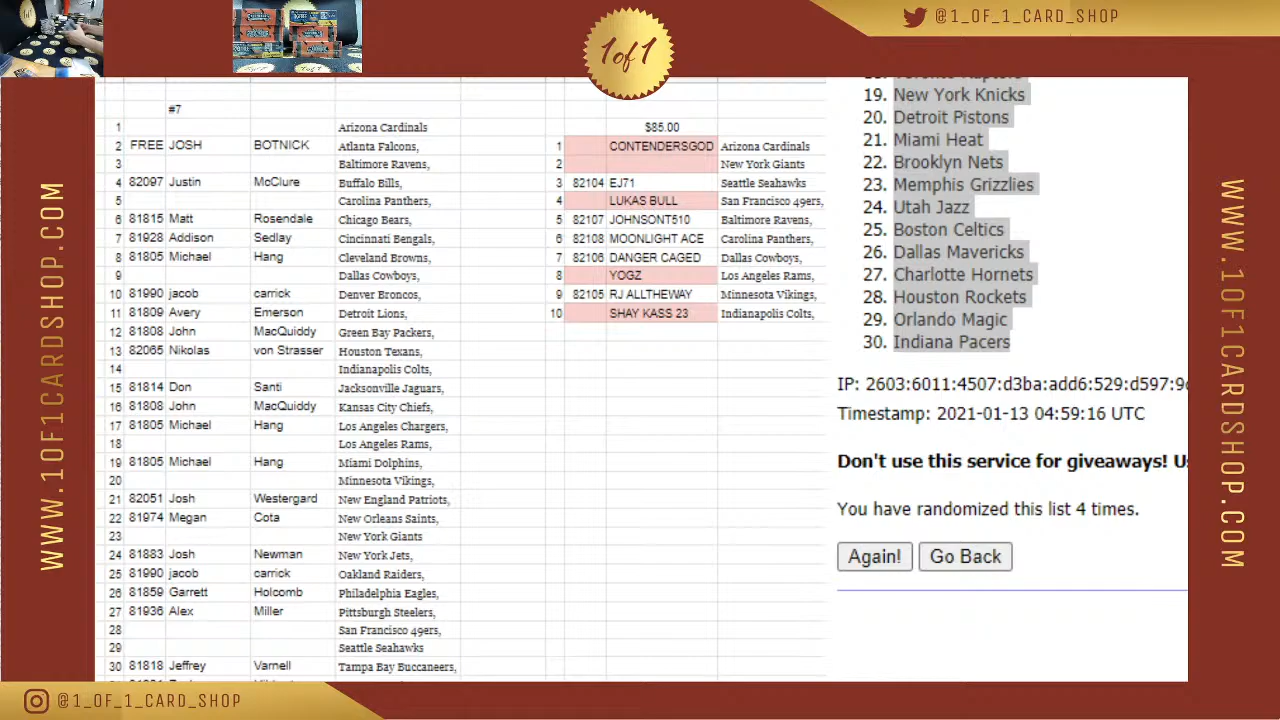 @1_OF_1_CARD_SHOP
1of1
WWW.1OF1CARDSHOP.COM
#7
1 Arizona Cardinals
2 FREE JOSH BOTNICK Atlanta Falcons,
3 Baltimore Ravens,
4 82097 Justin McClure Buffalo Bills,
5 Carolina Panthers,
6 81815 Matt Rosendale Chicago Bears,
7 81928 Addison Sedlay Cincinnati Bengals,
8 81805 Michael Hang Cleveland Browns,
9 Dallas Cowboys,
10 81990 jacob carrick Denver Broncos,
11 81809 Avery Emerson Detroit Lions,
12 81808 John MacQuiddy Green Bay Packers,
13 82065 Nikolas von Strasser Houston Texans,
14 Indianapolis Colts,
15 81814 Don Santi Jacksonville Jaguars,
16 81808 John MacQuiddy Kansas City Chiefs,
17 81805 Michael Hang Los Angeles Chargers,
18 Los Angeles Rams,
19 81805 Michael Hang Miami Dolphins,
20 Minnesota Vikings,
21 82051 Josh Westergard New England Patriots,
22 81974 Megan Cota New Orleans Saints,
23 New York Giants
24 81883 Josh Newman New York Jets,
25 81990 jacob carrick Oakland Raiders,
26 81859 Garrett Holcomb Philadelphia Eagles,
27 81936 Alex Miller Pittsburgh Steelers,
28 San Francisco 49ers,
29 Seattle Seahawks
30 81818 Jeffrey Varnell Tampa Bay Buccaneers,
$85.00
1 CONTENDERSGOD Arizona Cardinals
2 New York Giants
3 82104 EJ71 Seattle Seahawks
4 LUKAS BULL San Francisco 49ers,
5 82107 JOHNSONT510 Baltimore Ravens,
6 82108 MOONLIGHT ACE Carolina Panthers,
7 82106 DANGER CAGED Dallas Cowboys,
8 YOGZ Los Angeles Rams,
9 82105 RJ ALLTHEWAY Minnesota Vikings,
10 SHAY KASS 23 Indianapolis Colts,
Toronto Raptors
19. New York Knicks
20. Detroit Pistons
21. Miami Heat
22. Brooklyn Nets
23. Memphis Grizzlies
24. Utah Jazz
25. Boston Celtics
26. Dallas Mavericks
27. Charlotte Hornets
28. Houston Rockets
29. Orlando Magic
30. Indiana Pacers
IP: 2603:6011:4507:d3ba:add6:529:d597:9
Timestamp: 2021-01-13 04:59:16 UTC
Don't use this service for giveaways!
You have randomized this list 4 times.
Again! Go Back
WWW.1OF1CARDSHOP.COM
@1_OF_1_CARD_SHOP